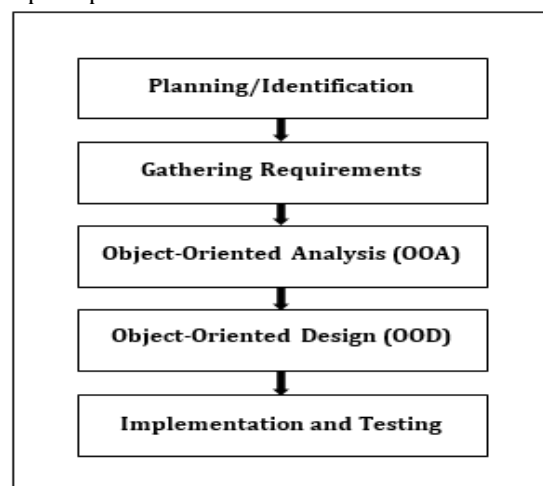 Planning/Identification
Gathering Requirements
Object-Oriented Analysis (OOA)
Object-Oriented Design (OOD)
Implementation and Testing